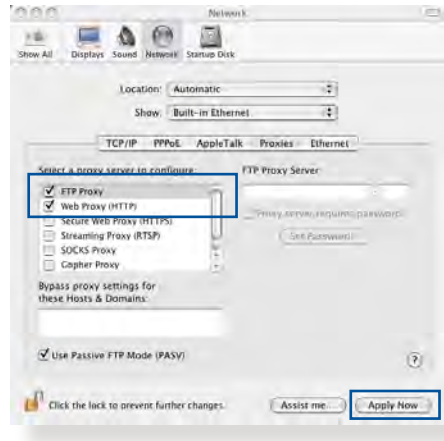 Network
Show All Displays Sound Network Startup Disk
Location: Automatic
Show: Built-in Ethernet
TCP/IP PPPoE AppleTalk Proxies Ethernet
Select a proxy server to configure: FTP Proxy Server
FTP Proxy
Web Proxy (HTTP)
Secure Web Proxy (HTTPS)
Proxy server requires password
Streaming Proxy (RTSP)
Set Password
SOCKS Proxy
Gopher Proxy
Bypass proxy settings for
these Hosts & Domains:
Use Passive FTP Mode (PASV)
?
Click the lock to prevent further changes. Assist me... Apply Now